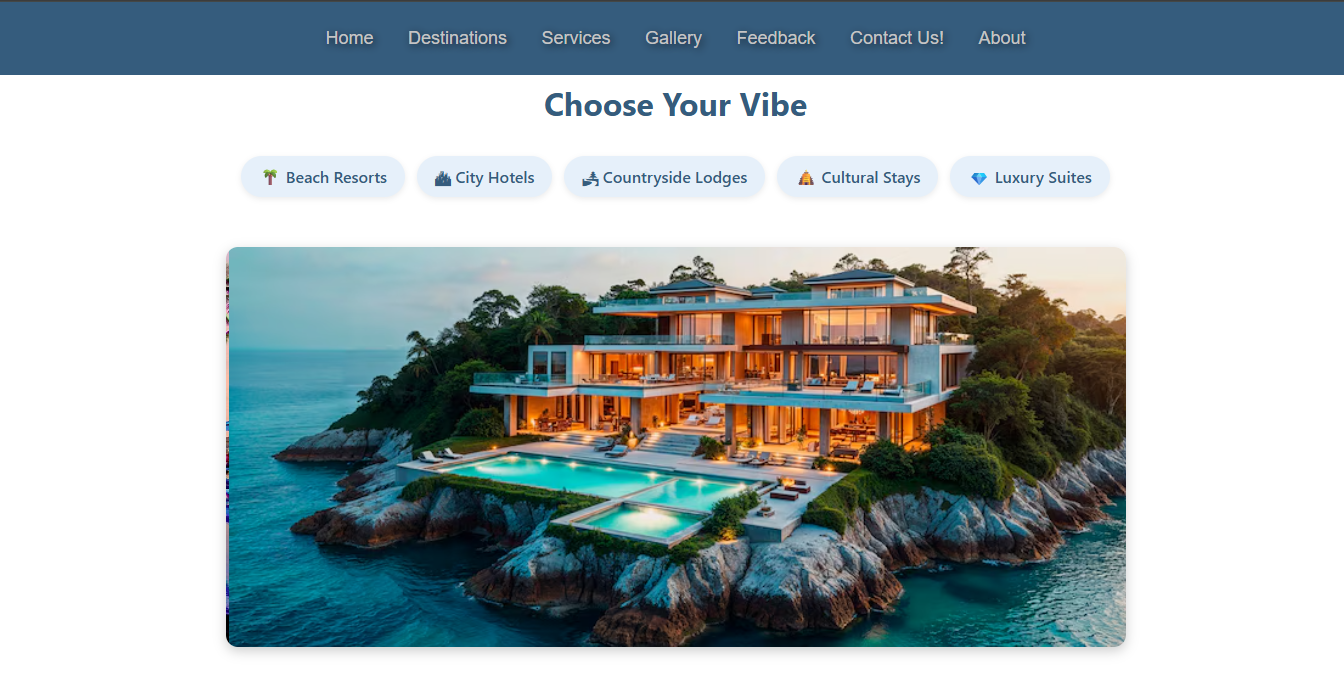 Home Destinations Services Gallery Feedback Contact Us! About
Choose Your Vibe
🌴 Beach Resorts 🏙 City Hotels 🏞 Countryside Lodges 🛕 Cultural Stays 💎 Luxury Suites